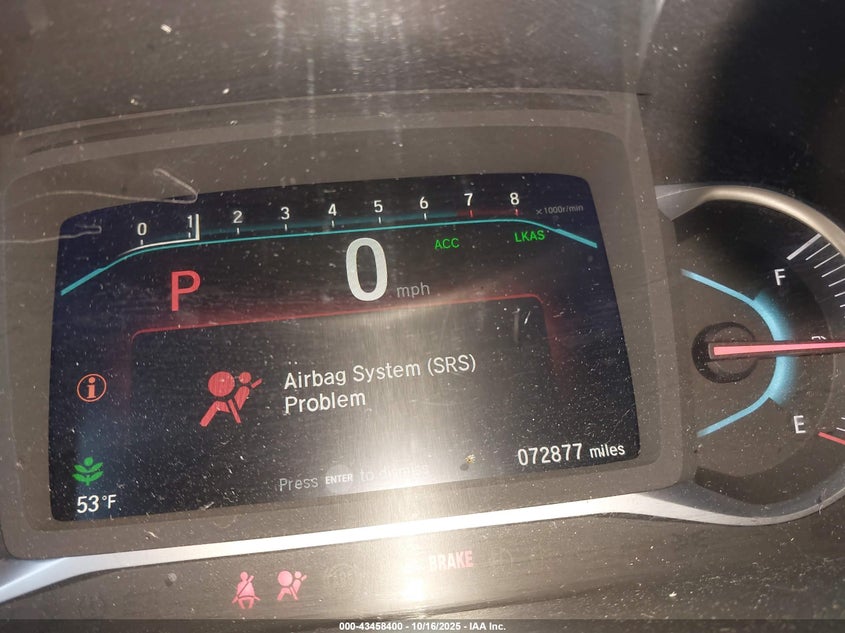 0 1 2 3 4 5 6 7 8 ×1000r/min
ACC LKAS
P 0 mph
F
Airbag System (SRS)
Problem
E
072877 miles
Press ENTER to dismiss
53°F
BRAKE
000-43458400 - 10/16/2025 - IAA Inc.